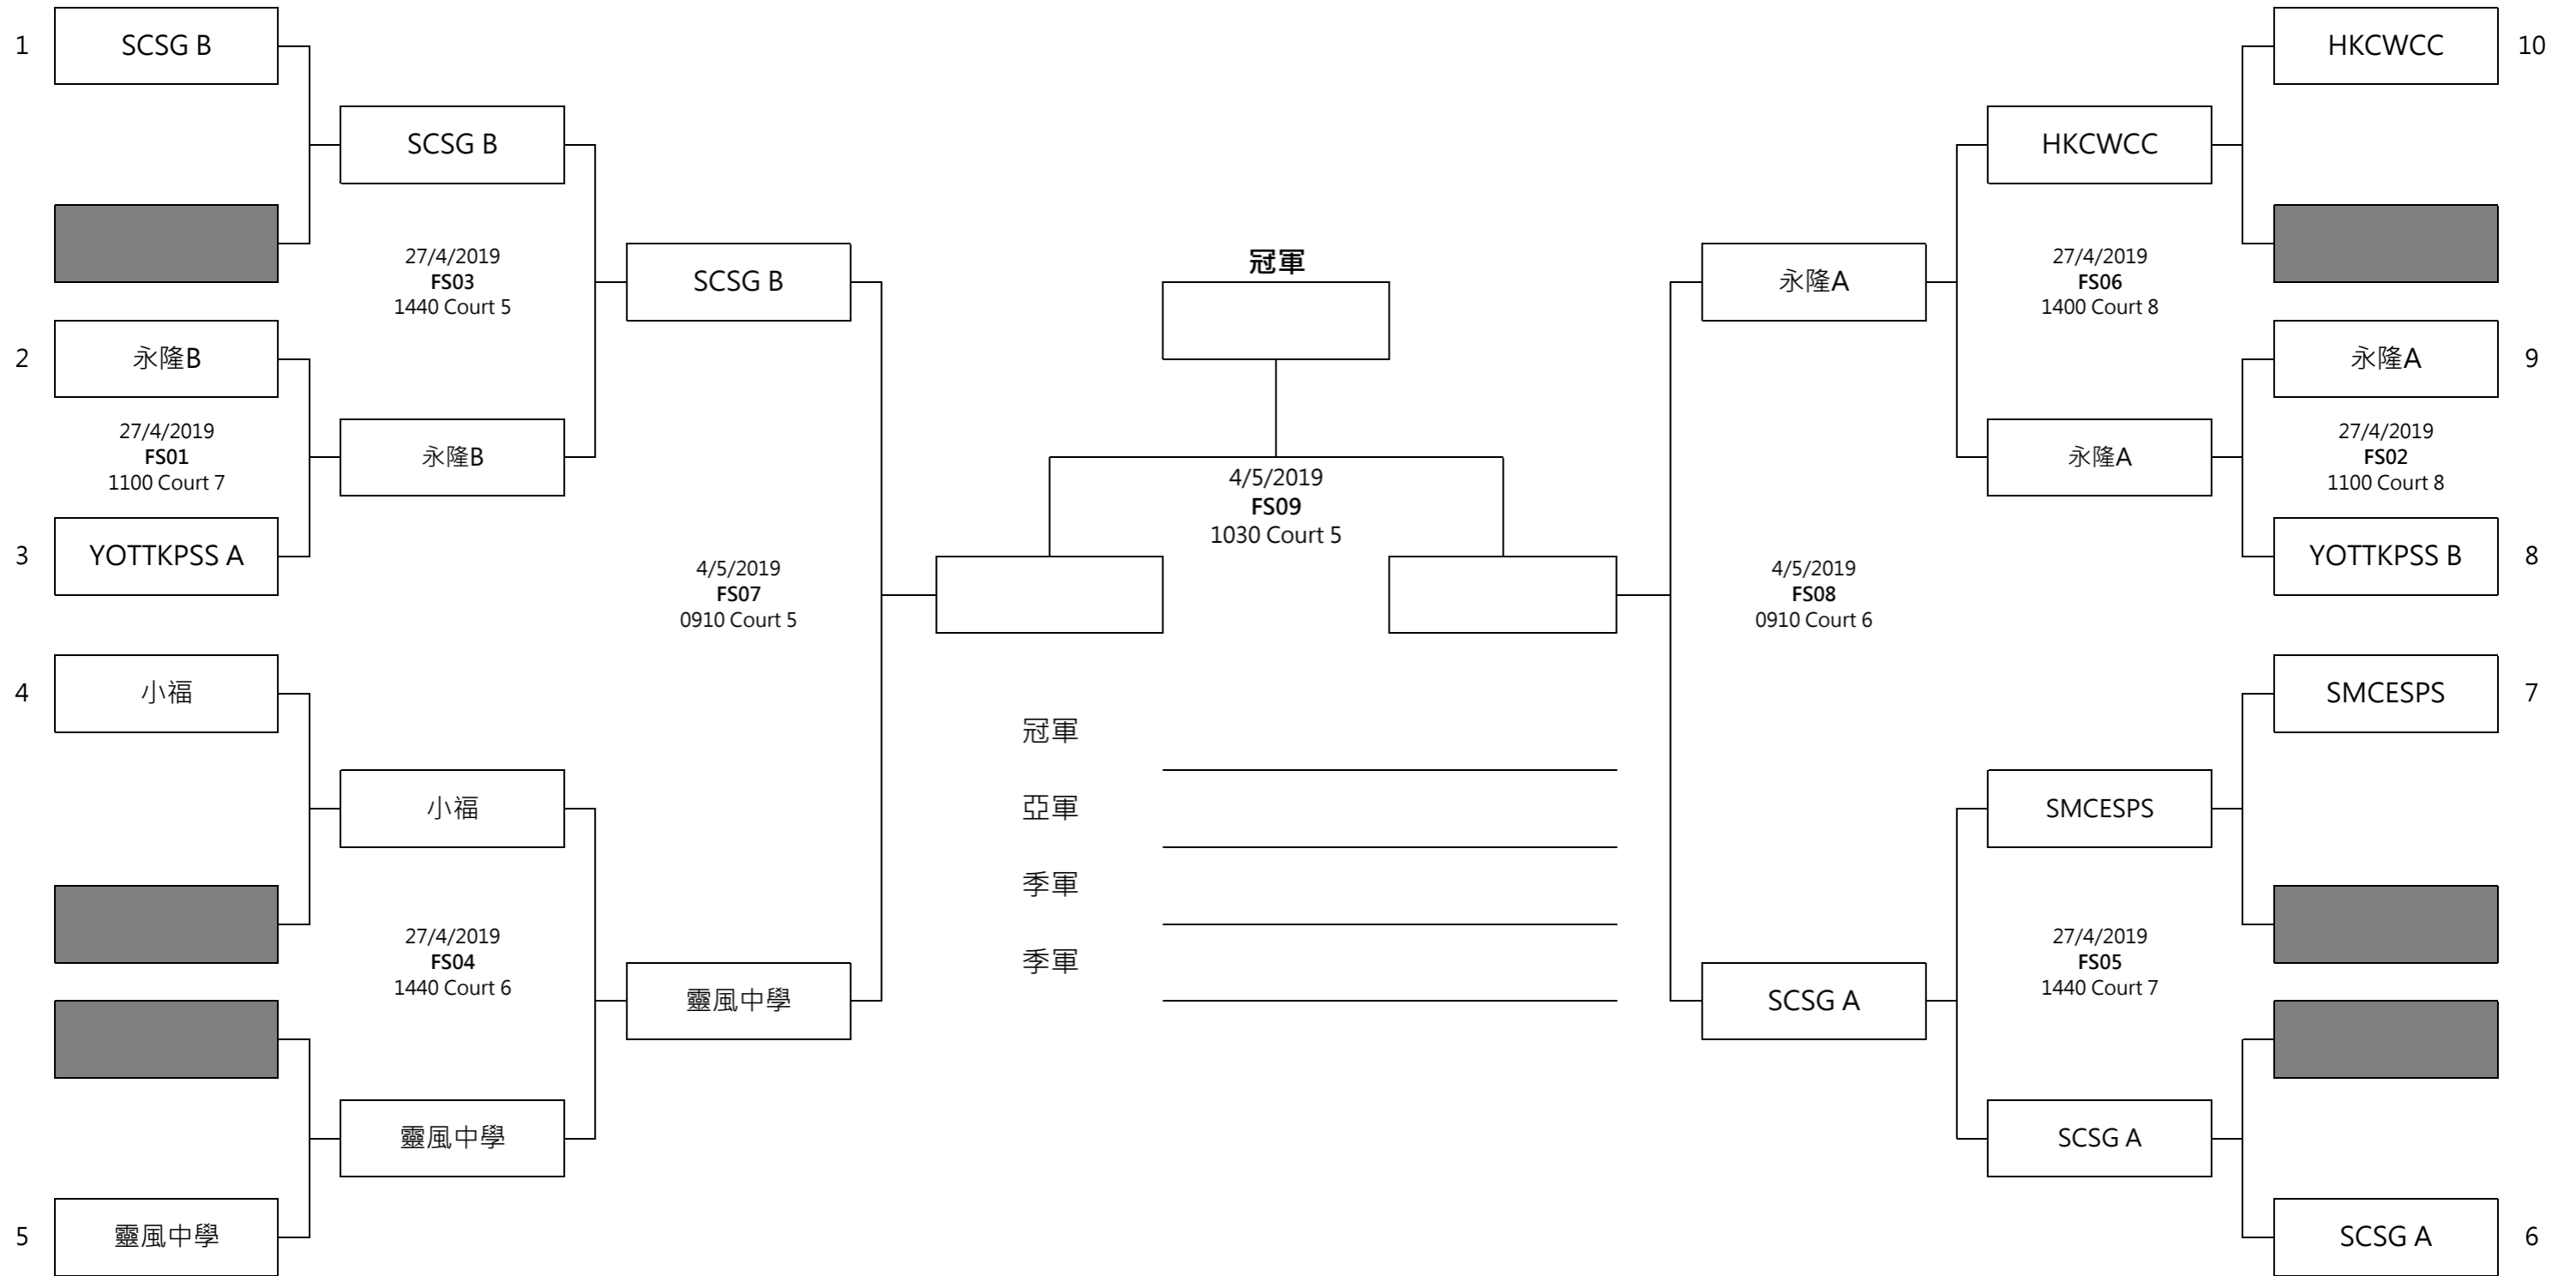 1
SCSG B
SCSG B
27/4/2019
FS03
1440 Court 5
2
永隆B
27/4/2019
FS01
1100 Court 7
永隆B
3
YOTTKPSS A
SCSG B
4/5/2019
FS07
0910 Court 5
4
小福
小福
27/4/2019
FS04
1440 Court 6
靈風中學
靈風中學
5
靈風中學
冠軍
4/5/2019
FS09
1030 Court 5
冠軍
亞軍
季軍
季軍
永隆A
4/5/2019
FS08
0910 Court 6
SCSG A
HKCWCC
27/4/2019
FS06
1400 Court 8
永隆A
SMCESPS
27/4/2019
FS05
1440 Court 7
SCSG A
HKCWCC
10
永隆A
9
27/4/2019
FS02
1100 Court 8
YOTTKPSS B
8
SMCESPS
7
SCSG A
6